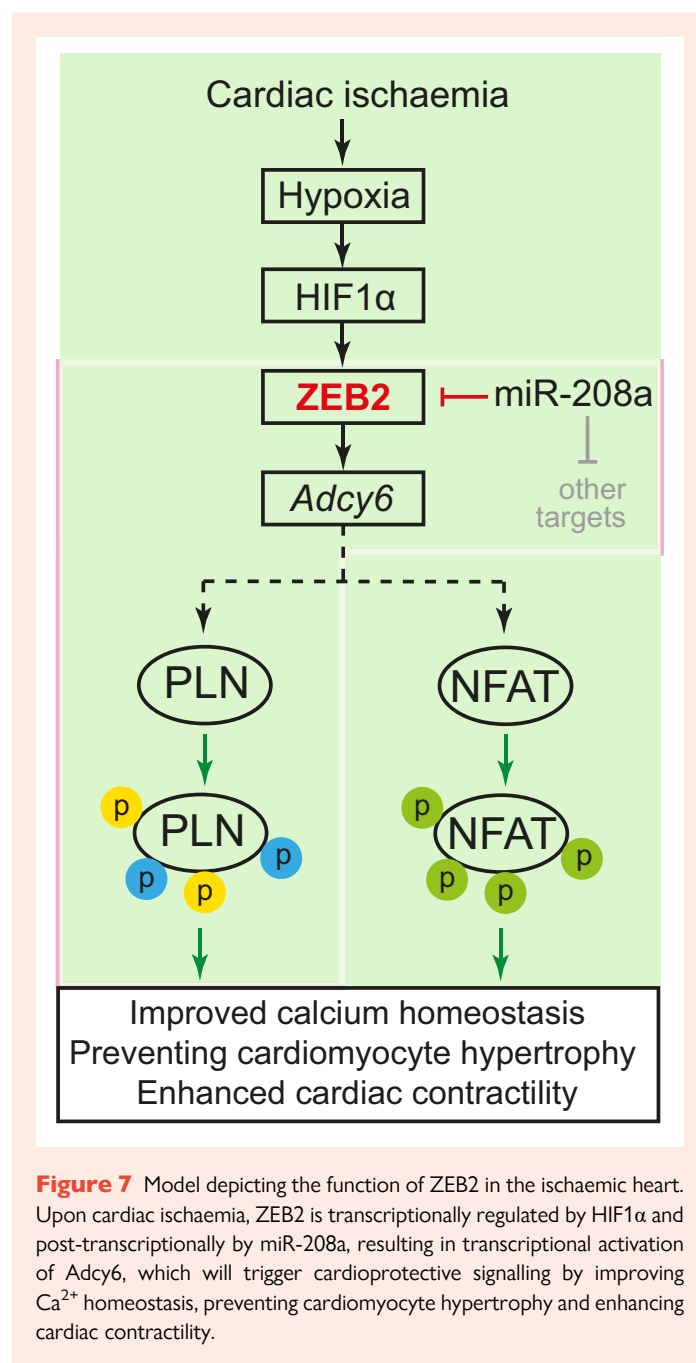 Cardiac ischaemia
Hypoxia
HIF1α
ZEB2
miR-208a
Adcy6
other
targets
PLN
NFAT
p
PLN
p
p
p
p
NFAT
p
p
p
Improved calcium homeostasis
Preventing cardiomyocyte hypertrophy
Enhanced cardiac contractility
Figure 7 Model depicting the function of ZEB2 in the ischaemic heart.
Upon cardiac ischaemia, ZEB2 is transcriptionally regulated by HIF1α and
post-transcriptionally by miR-208a, resulting in transcriptional activation
of Adcy6, which will trigger cardioprotective signalling by improving
Ca²⁺ homeostasis, preventing cardiomyocyte hypertrophy and enhancing
cardiac contractility.